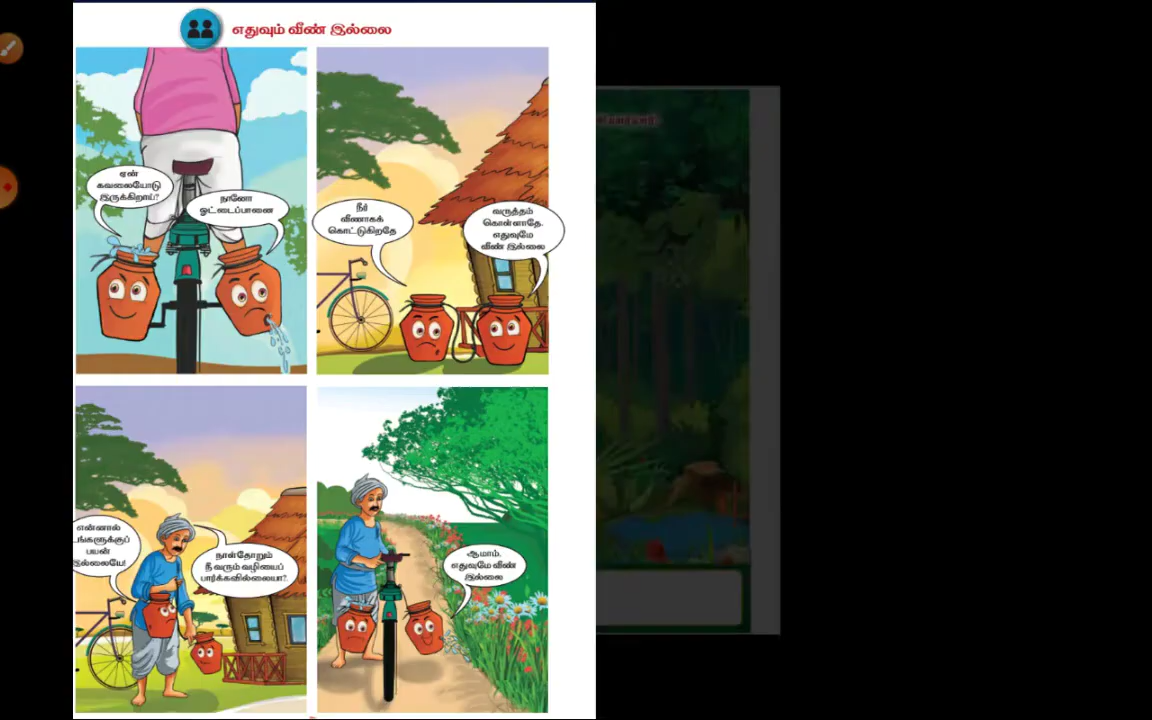 எதுவும் வீண் இல்லை
ஏன்
கவலையோடு
இருக்கிறாய்?
நானோ
ஓட்டைப்பானை
நீர்
வீணாகக்
கொட்டுகிறதே
வருத்தம்
கொள்ளாதே.
எதுவுமே
வீண் இல்லை
என்னால்
உங்களுக்குப்
பயன்
இல்லையே!
நாள்தோறும்
நீ வரும் வழியைப்
பார்க்கவில்லையா?
ஆமாம்.
எதுவுமே வீண்
இல்லை